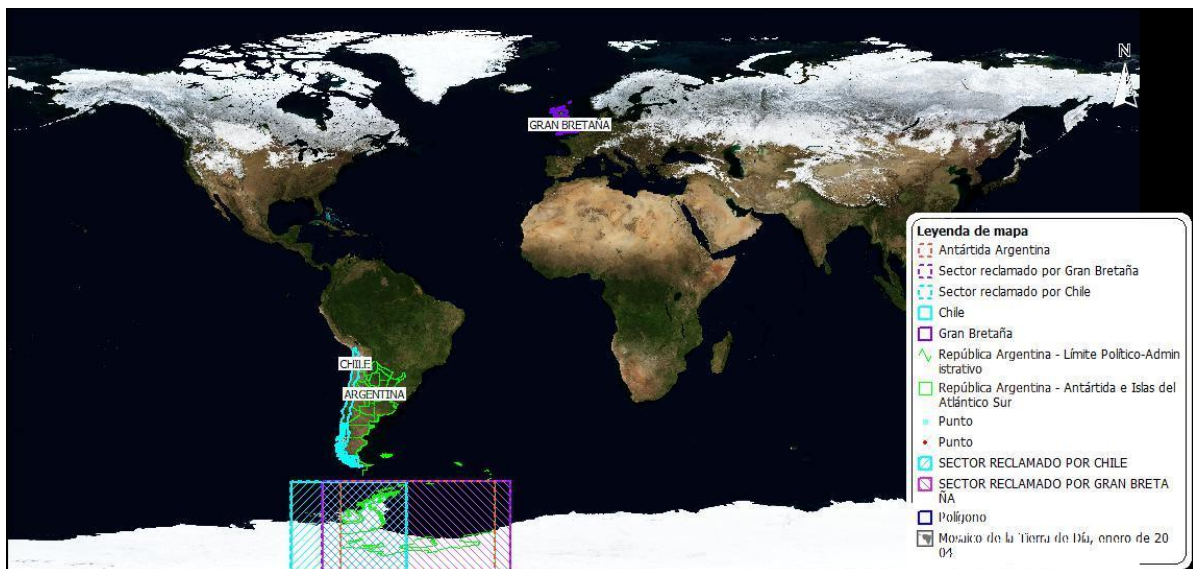 N
GRAN BRETAÑA
CHILE
ARGENTINA
Leyenda de mapa
Antártida Argentina
Sector reclamado por Gran Bretaña
Sector reclamado por Chile
Chile
Gran Bretaña
República Argentina - Límite Político-Admin
istrativo
República Argentina - Antártida e Islas del
Atlántico Sur
Punto
Punto
SECTOR RECLAMADO POR CHILE
SECTOR RECLAMADO POR GRAN BRETA
ÑA
Polígono
Mosaico de la Tierra de Día, enero de 20
04